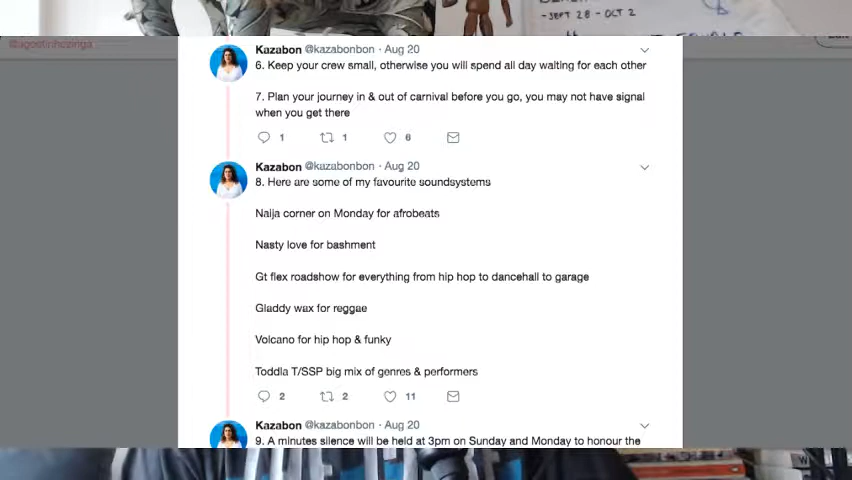 -SEPT 28 - OCT 2
@agostinhozinga
Kazabon @kazabonbon · Aug 20
6. Keep your crew small, otherwise you will spend all day waiting for each other
7. Plan your journey in & out of carnival before you go, you may not have signal
when you get there
1 1 6
Kazabon @kazabonbon · Aug 20
8. Here are some of my favourite soundsystems
Naija corner on Monday for afrobeats
Nasty love for bashment
Gt flex roadshow for everything from hip hop to dancehall to garage
Gladdy wax for reggae
Volcano for hip hop & funky
Toddla T/SSP big mix of genres & performers
2 2 11
Kazabon @kazabonbon · Aug 20
9. A minutes silence will be held at 3pm on Sunday and Monday to honour the